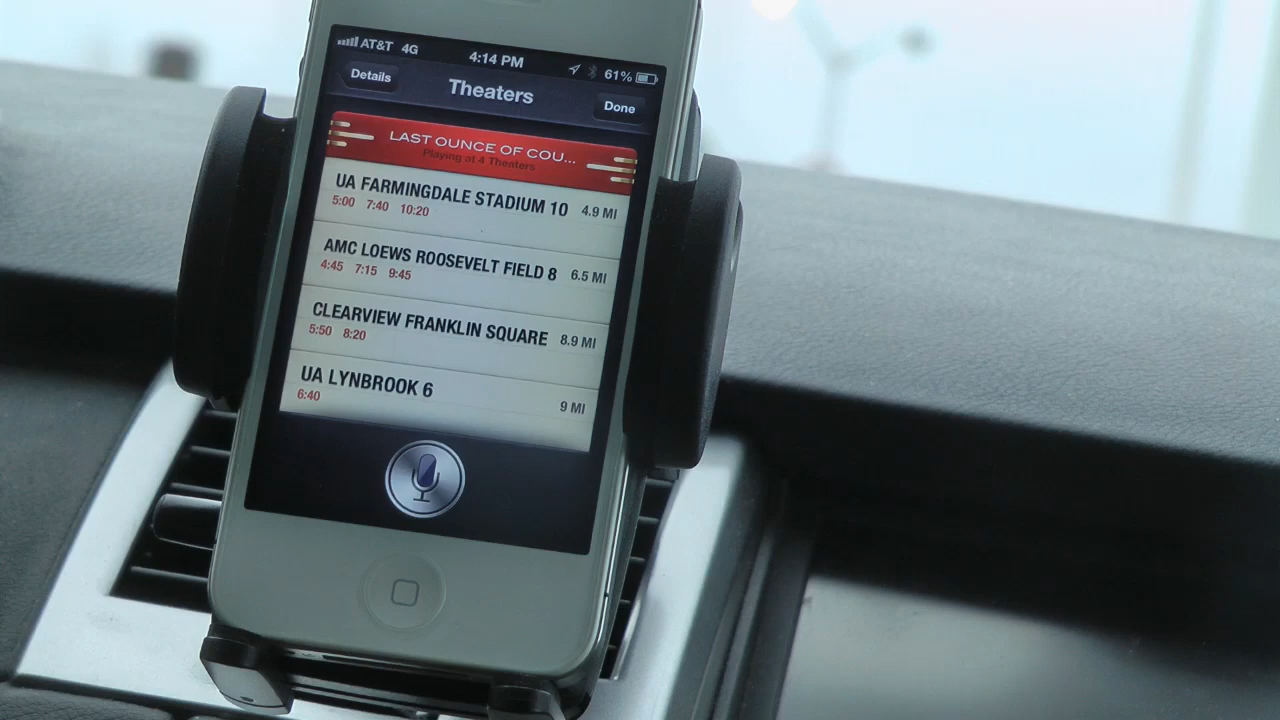 AT&T 4G 4:14 PM 61%
Details Theaters Done
LAST OUNCE OF COU...
Playing at 4 Theaters
UA FARMINGDALE STADIUM 10 4.9 MI
5:00 7:40 10:20
AMC LOEWS ROOSEVELT FIELD 8 6.5 MI
4:45 7:15 9:45
CLEARVIEW FRANKLIN SQUARE 8.9 MI
5:50 8:20
UA LYNBROOK 6 9 MI
6:40